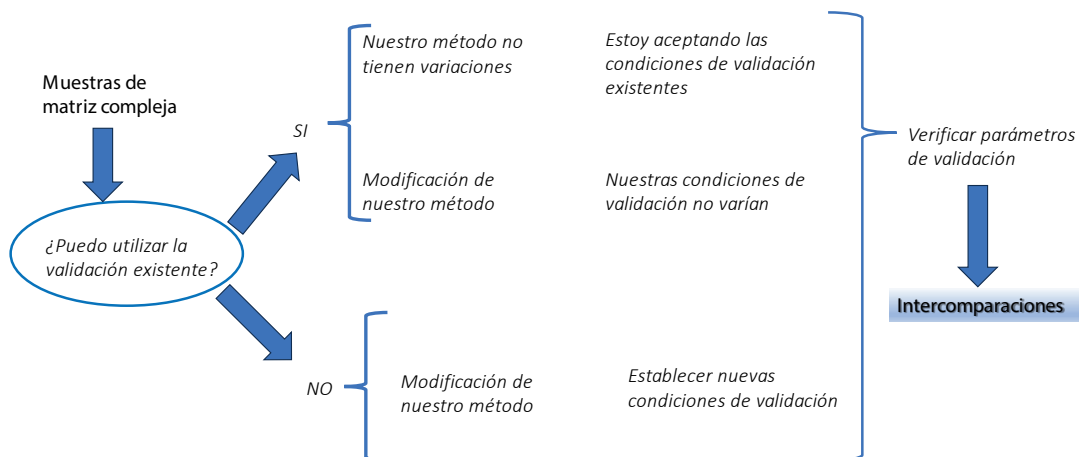 Muestras de
matriz compleja
¿Puedo utilizar la
validación existente?
SI
Nuestro método no
tienen variaciones
Estoy aceptando las
condiciones de validación
existentes
Modificación de
nuestro método
Nuestras condiciones de
validación no varían
NO
Modificación de
nuestro método
Establecer nuevas
condiciones de validación
Verificar parámetros
de validación
Intercomparaciones